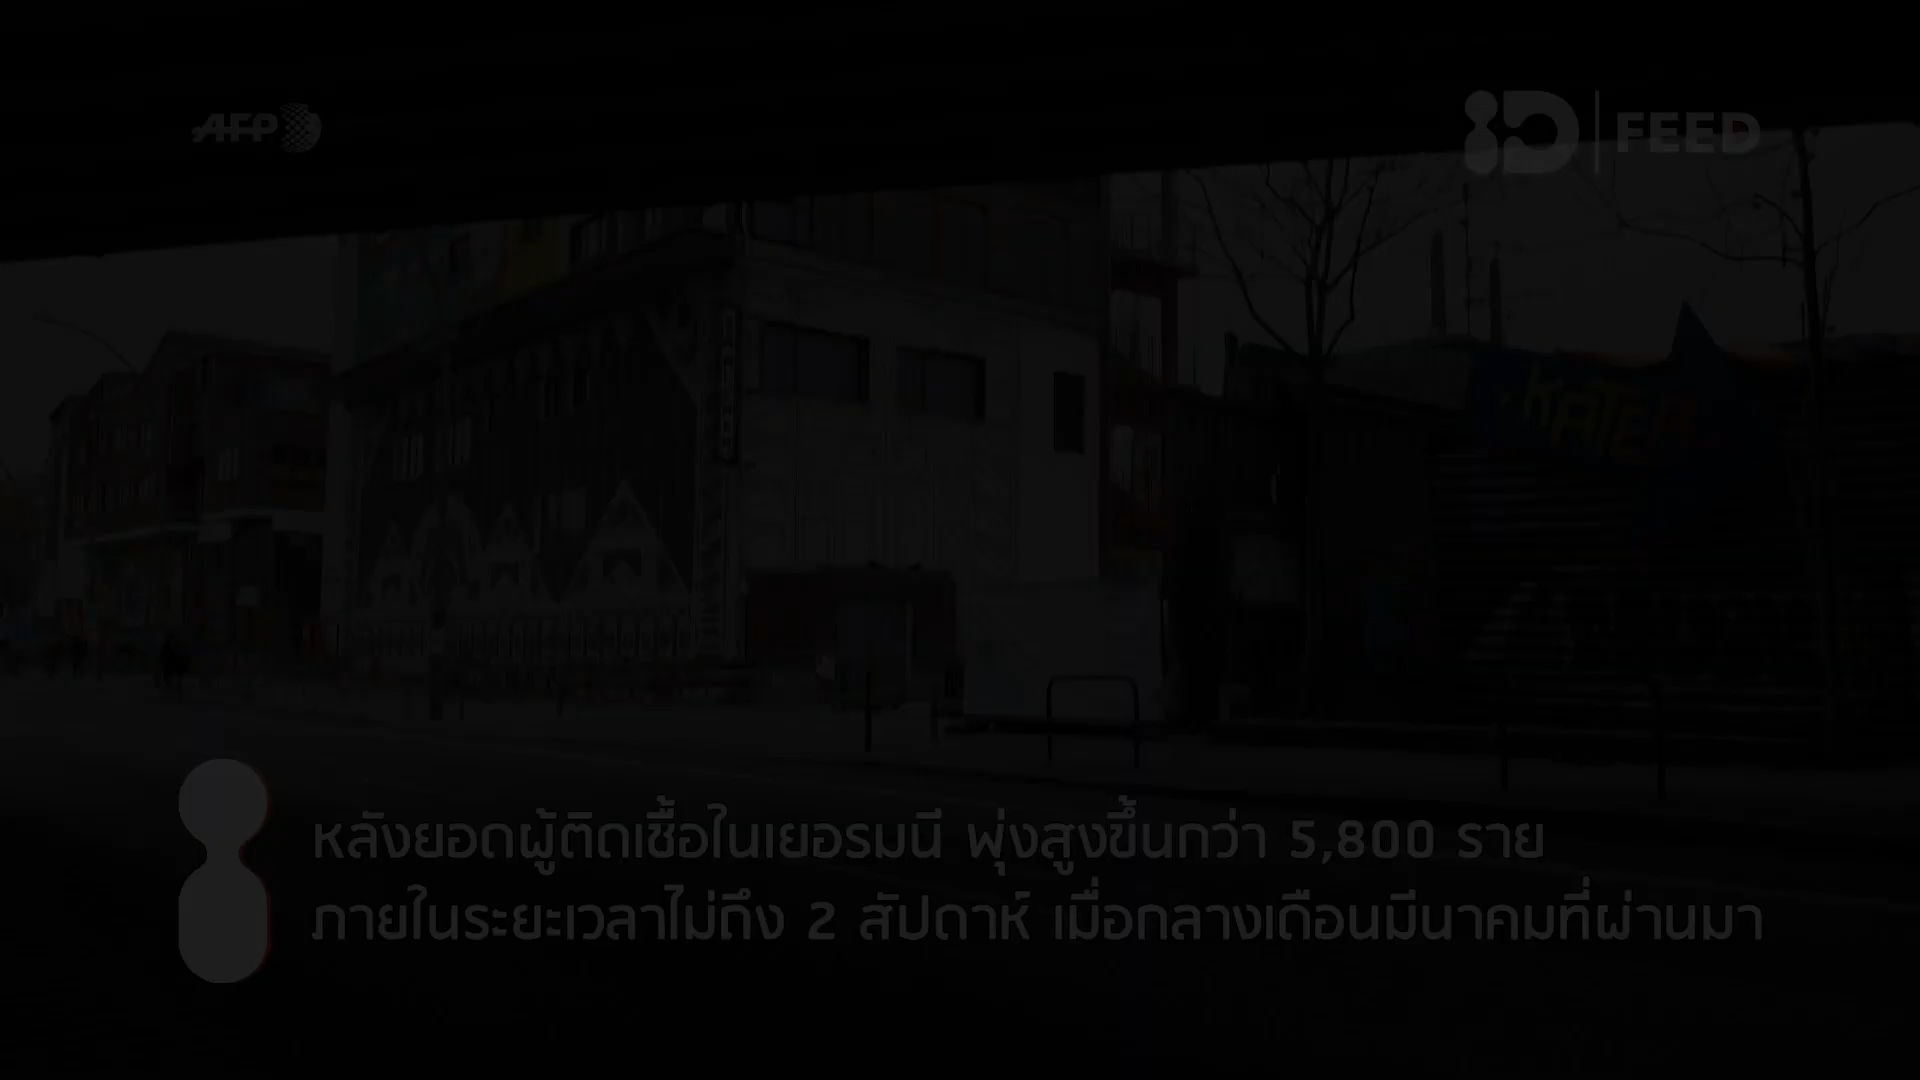 AFP
iD | FEED
KATER
หลังยอดผู้ติดเชื้อในเยอรมนี พุ่งสูงขึ้นกว่า 5,800 ราย
ภายในระยะเวลาไม่ถึง 2 สัปดาห์ เมื่อกลางเดือนมีนาคมที่ผ่านมา